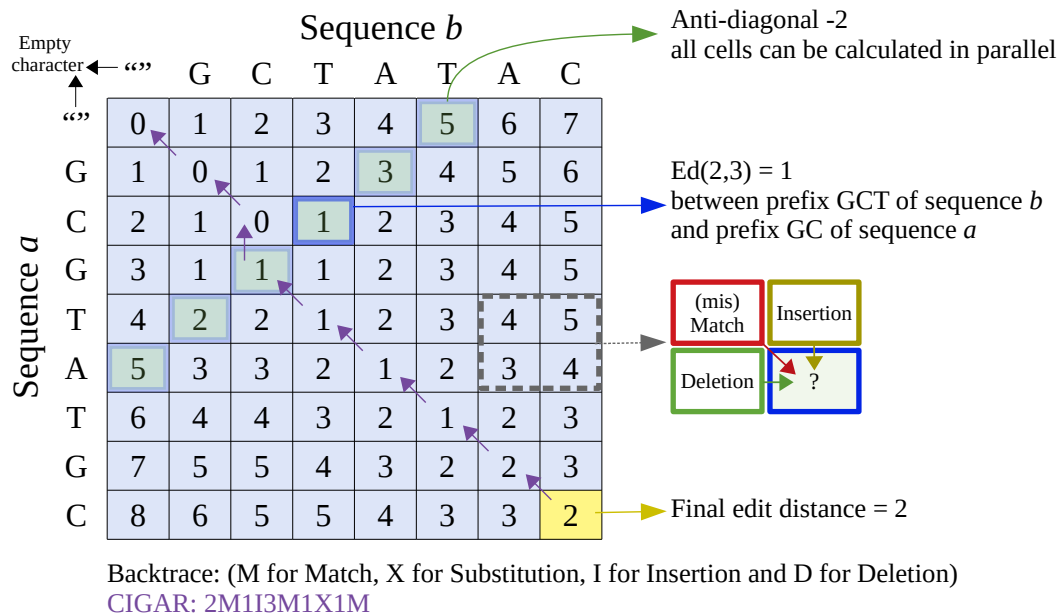 Sequence b
Anti-diagonal -2
all cells can be calculated in parallel
Empty
character
“” G C T A T A C
“” 0 1 2 3 4 5 6 7
G 1 0 1 2 3 4 5 6
C 2 1 0 1 2 3 4 5
G 3 1 1 1 2 3 4 5
T 4 2 2 1 2 3 4 5
A 5 3 3 2 1 2 3 4
T 6 4 4 3 2 1 2 3
G 7 5 5 4 3 2 2 3
C 8 6 5 5 4 3 3 2
Sequence a
Ed(2,3) = 1
between prefix GCT of sequence b
and prefix GC of sequence a
(mis)
Match
Insertion
Deletion
?
Final edit distance = 2
Backtrace: (M for Match, X for Substitution, I for Insertion and D for Deletion)
CIGAR: 2M1I3M1X1M